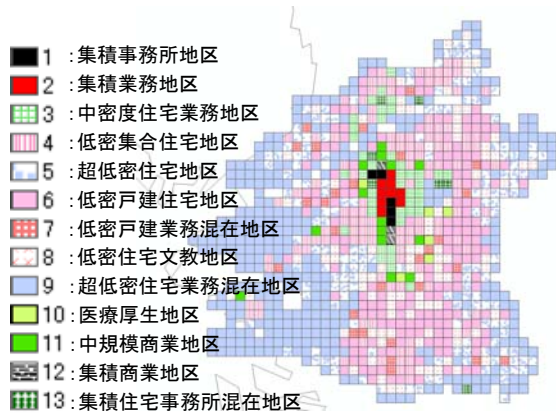 1 :集積事務所地区
2 :集積業務地区
3 :中密度住宅業務地区
4 :低密集合住宅地区
5 :超低密住宅地区
6 :低密戸建住宅地区
7 :低密戸建業務混在地区
8 :低密住宅文教地区
9 :超低密住宅業務混在地区
10 :医療厚生地区
11 :中規模商業地区
12 :集積商業地区
13 :集積住宅事務所混在地区